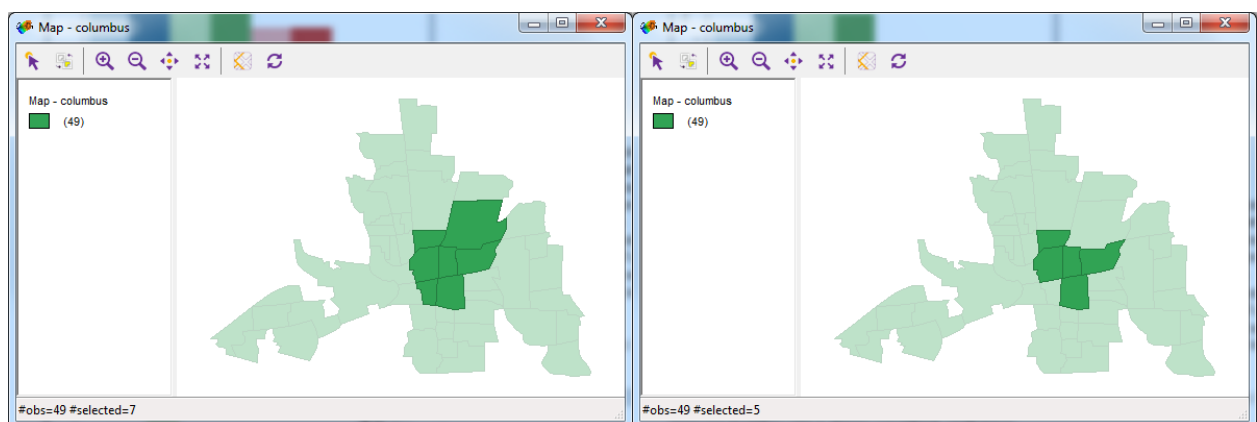 Map - columbus
Map - columbus
(49)
#obs=49 #selected=7
Map - columbus
Map - columbus
(49)
#obs=49 #selected=5